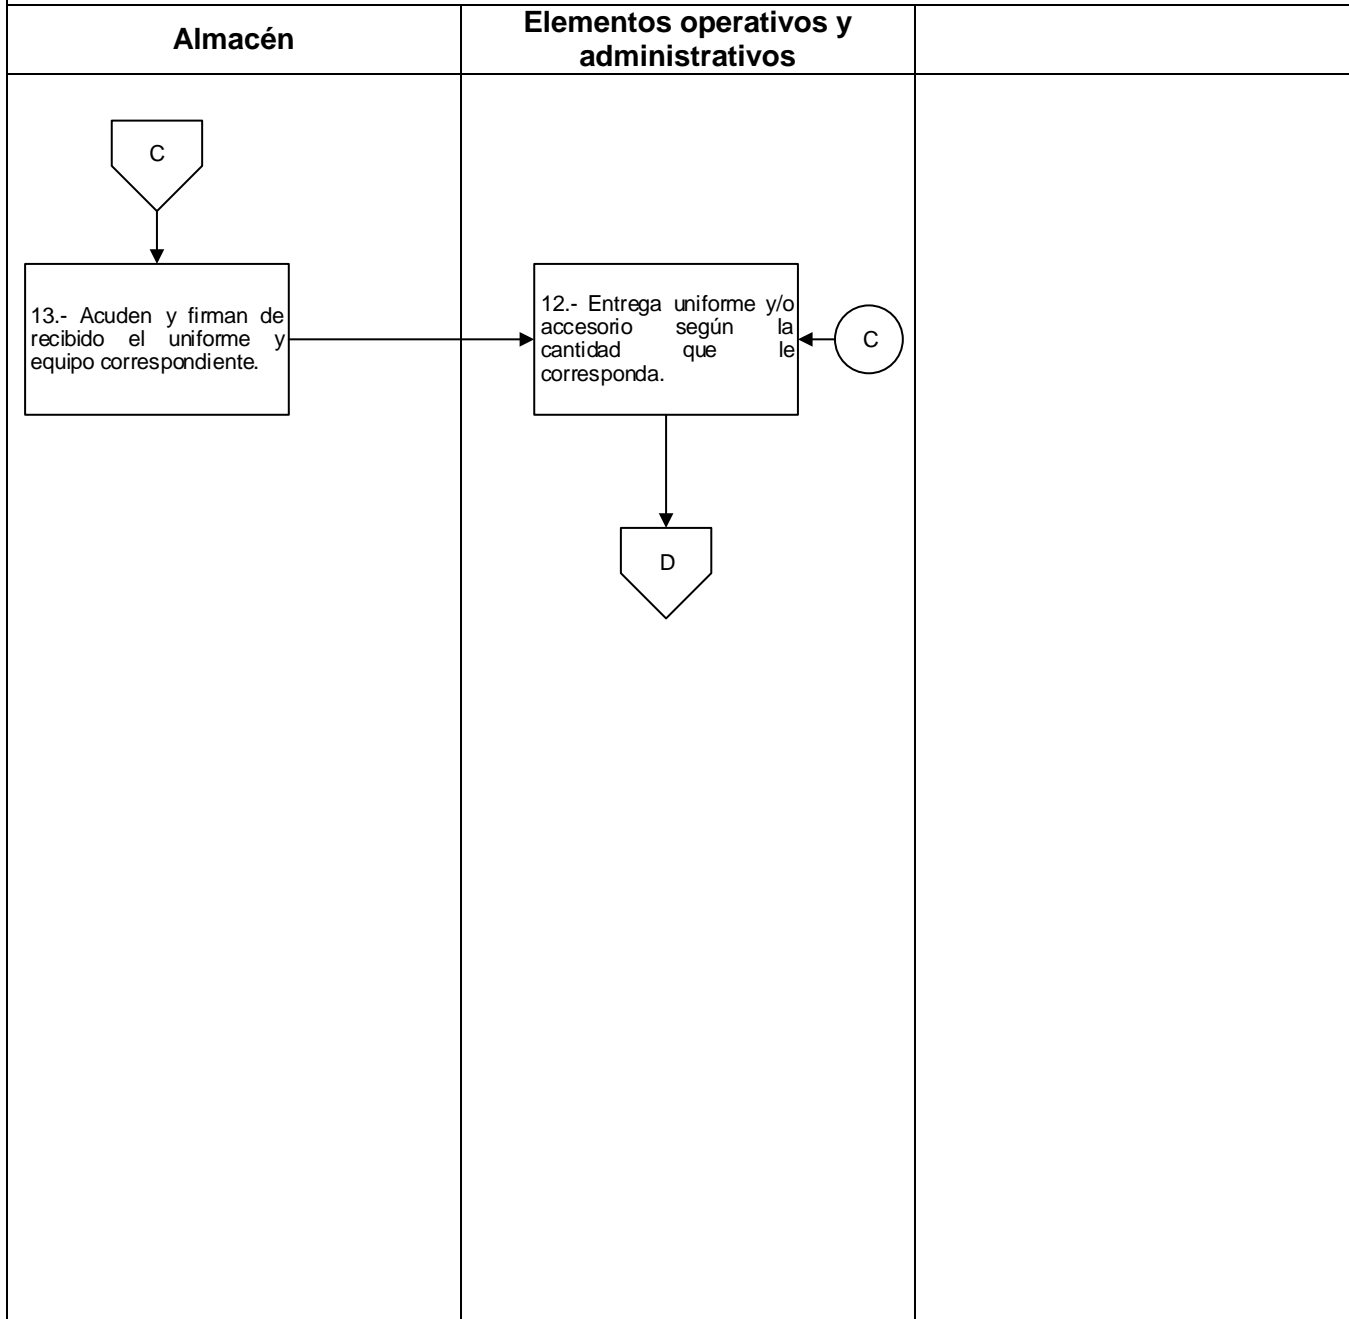 Almacén
Elementos operativos y
administrativos
C
13.- Acuden y firman de
recibido el uniforme y
equipo correspondiente.
12.- Entrega uniforme y/o
accesorio según la
cantidad que le
corresponda.
C
D